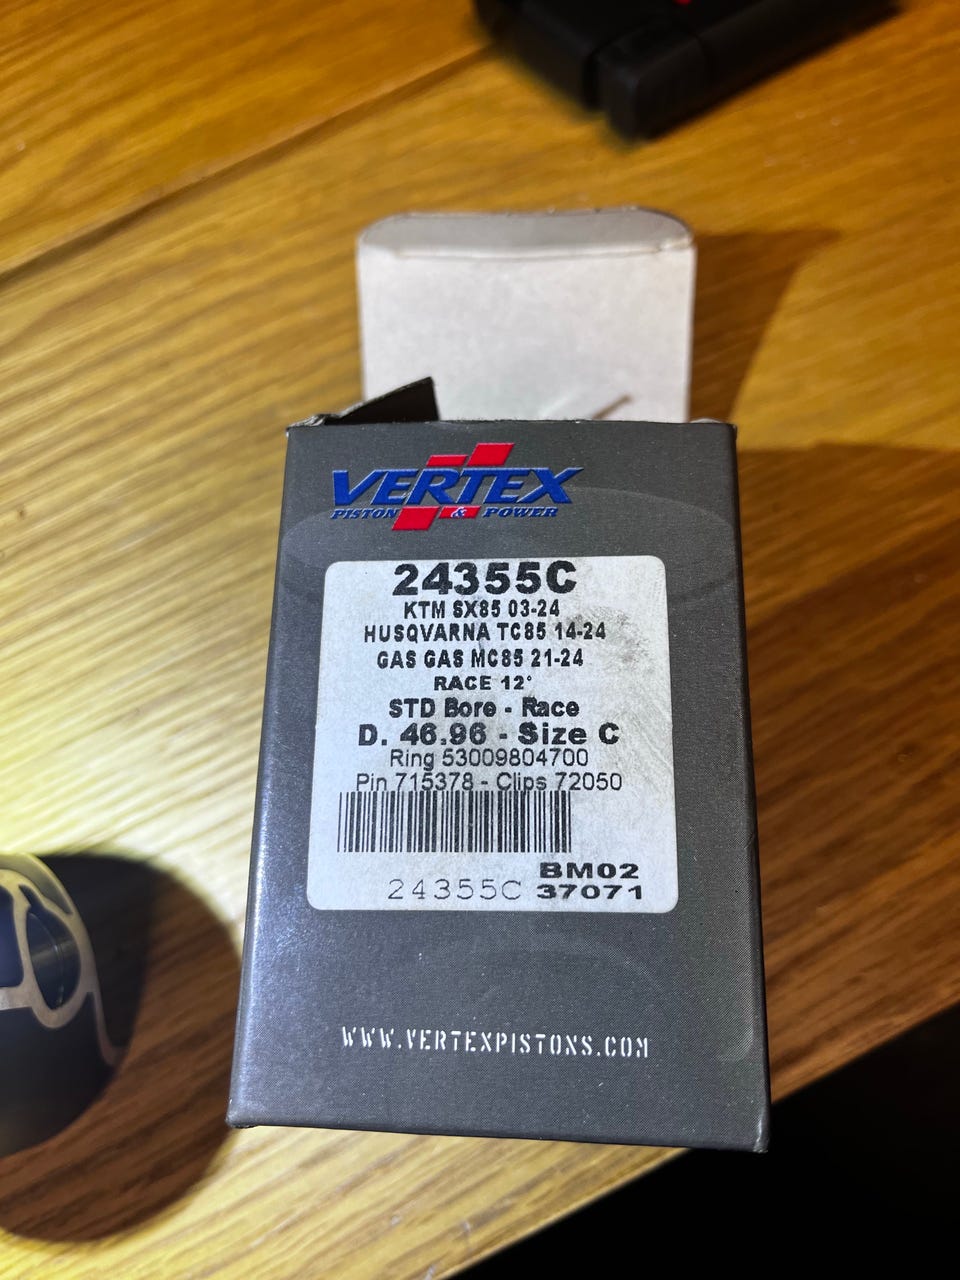 VERTEX
PISTON & POWER
24355C
KTM SX85 03-24
HUSQVARNA TC85 14-24
GAS GAS MC85 21-24
RACE 12°
STD Bore - Race
D. 46.96 - Size C
Ring 53009804700
Pin 715378 - Clips 72050
BM02
24355C 37071
WWW.VERTEXPISTONS.COM